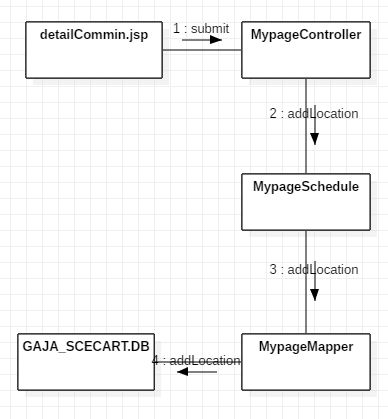 detailCommin.jsp
1 : submit
MypageController
2 : addLocation
MypageSchedule
3 : addLocation
GAJA_SCECART.DB
4 : addLocation
MypageMapper